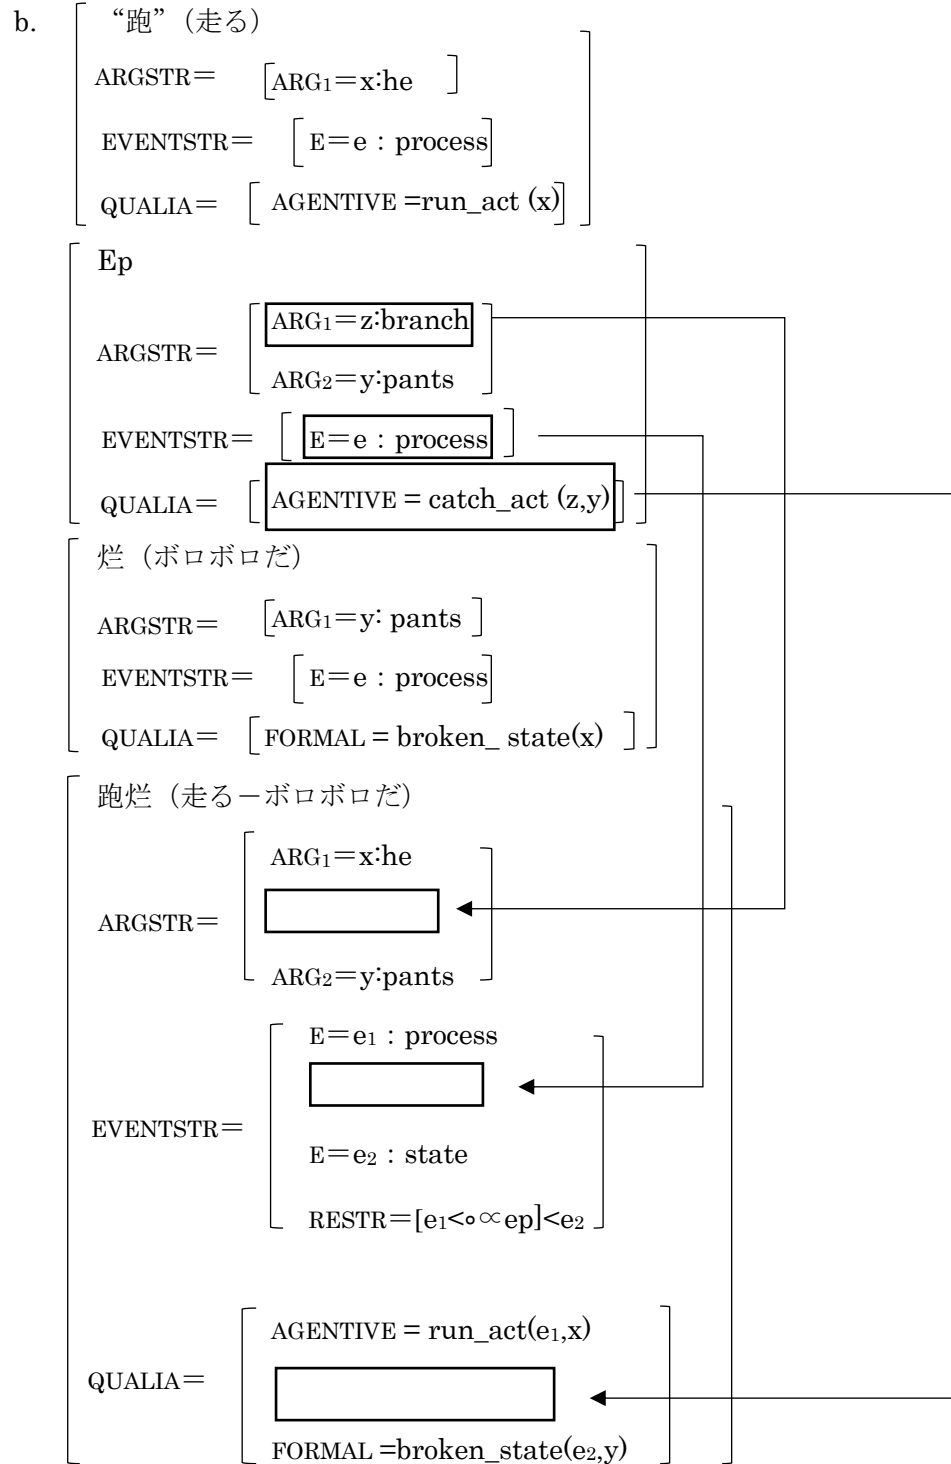 b. “跑”（走る）
ARGSTR＝ [ARG1＝x:he ]
EVENTSTR＝ [ E＝e : process]
QUALIA＝ [ AGENTIVE =run_act (x)]
Ep
ARG1＝z:branch
ARGSTR＝
ARG2＝y:pants
EVENTSTR＝ [ E＝e : process ]
QUALIA＝ [ AGENTIVE = catch_act (z,y)]
烂（ボロボロだ）
ARGSTR＝ [ARG1＝y: pants ]
EVENTSTR＝ [ E＝e : process]
QUALIA＝ [ FORMAL = broken_ state(x) ]
跑烂（走る－ボロボロだ）
ARG1＝x:he
ARGSTR＝
ARG2＝y:pants
E＝e1 : process
EVENTSTR＝
E＝e2 : state
RESTR＝[e1<∘∝ep]<e2
AGENTIVE = run_act(e1,x)
QUALIA＝
FORMAL =broken_state(e2,y)